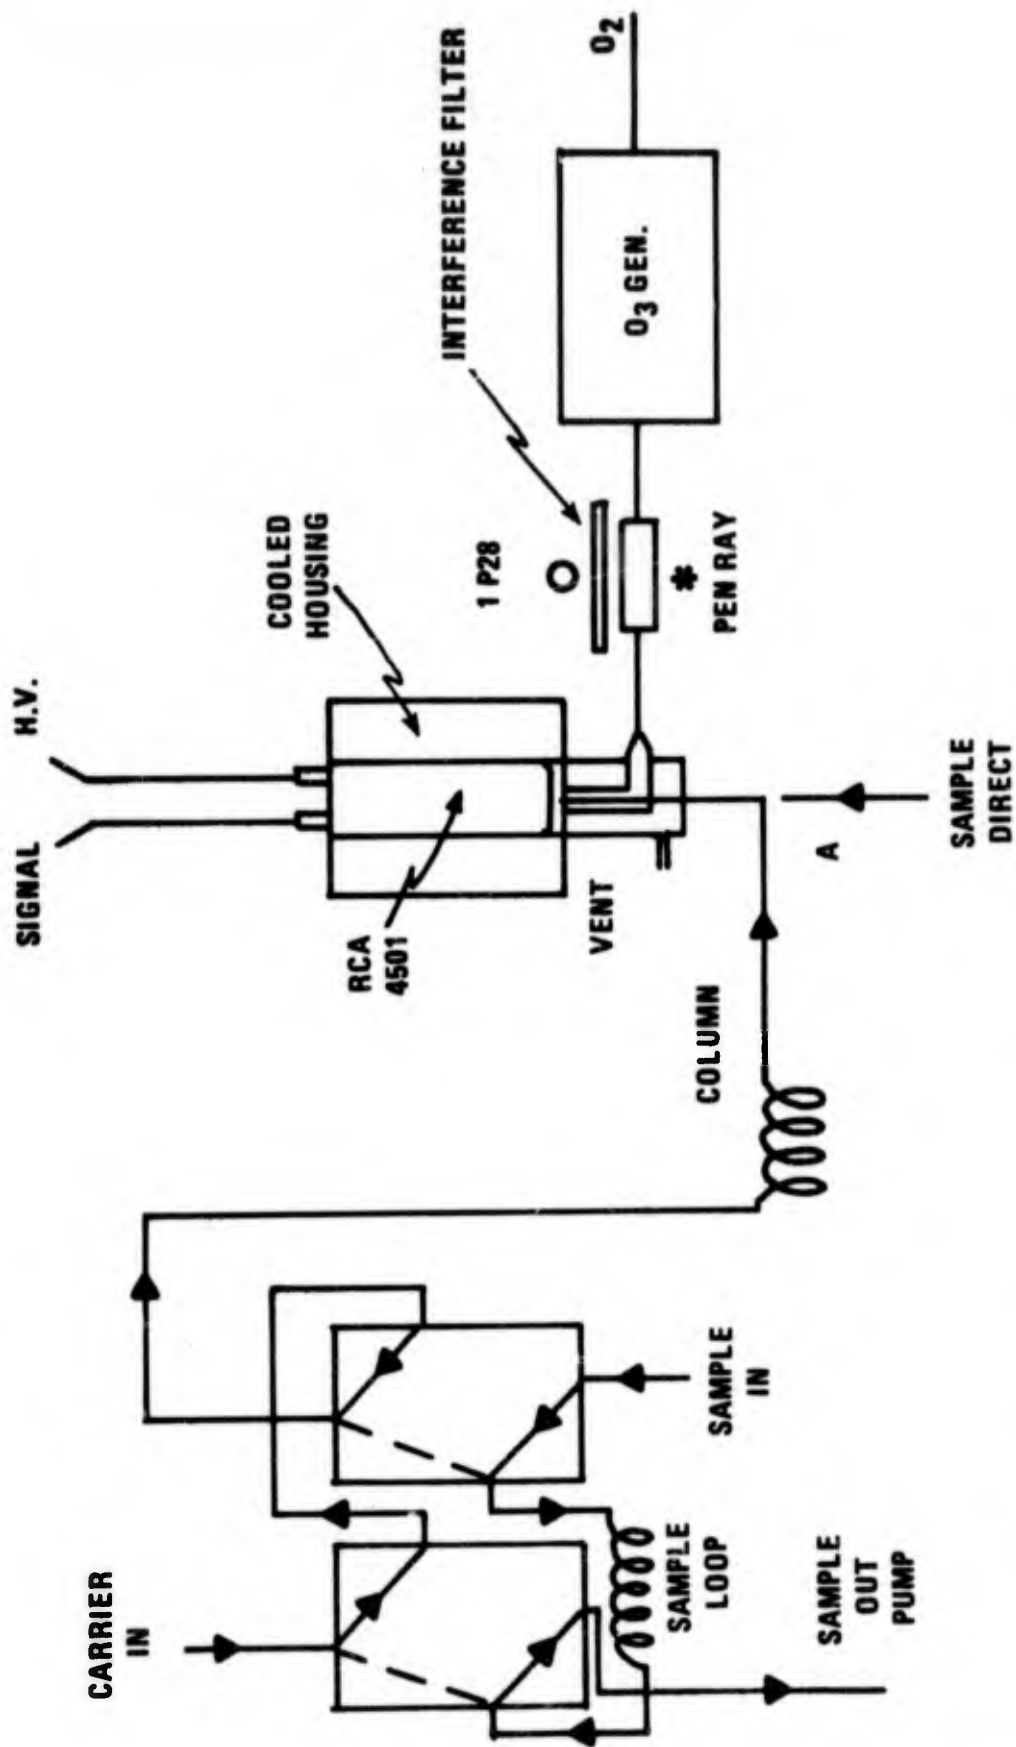 SIGNAL
H.V.
COOLED
HOUSING
INTERFERENCE FILTER
O2
1 P28
O3 GEN.
PEN RAY
*
RCA
4501
VENT
A
SAMPLE
DIRECT
COLUMN
CARRIER
IN
SAMPLE
IN
SAMPLE
LOOP
SAMPLE
OUT
PUMP